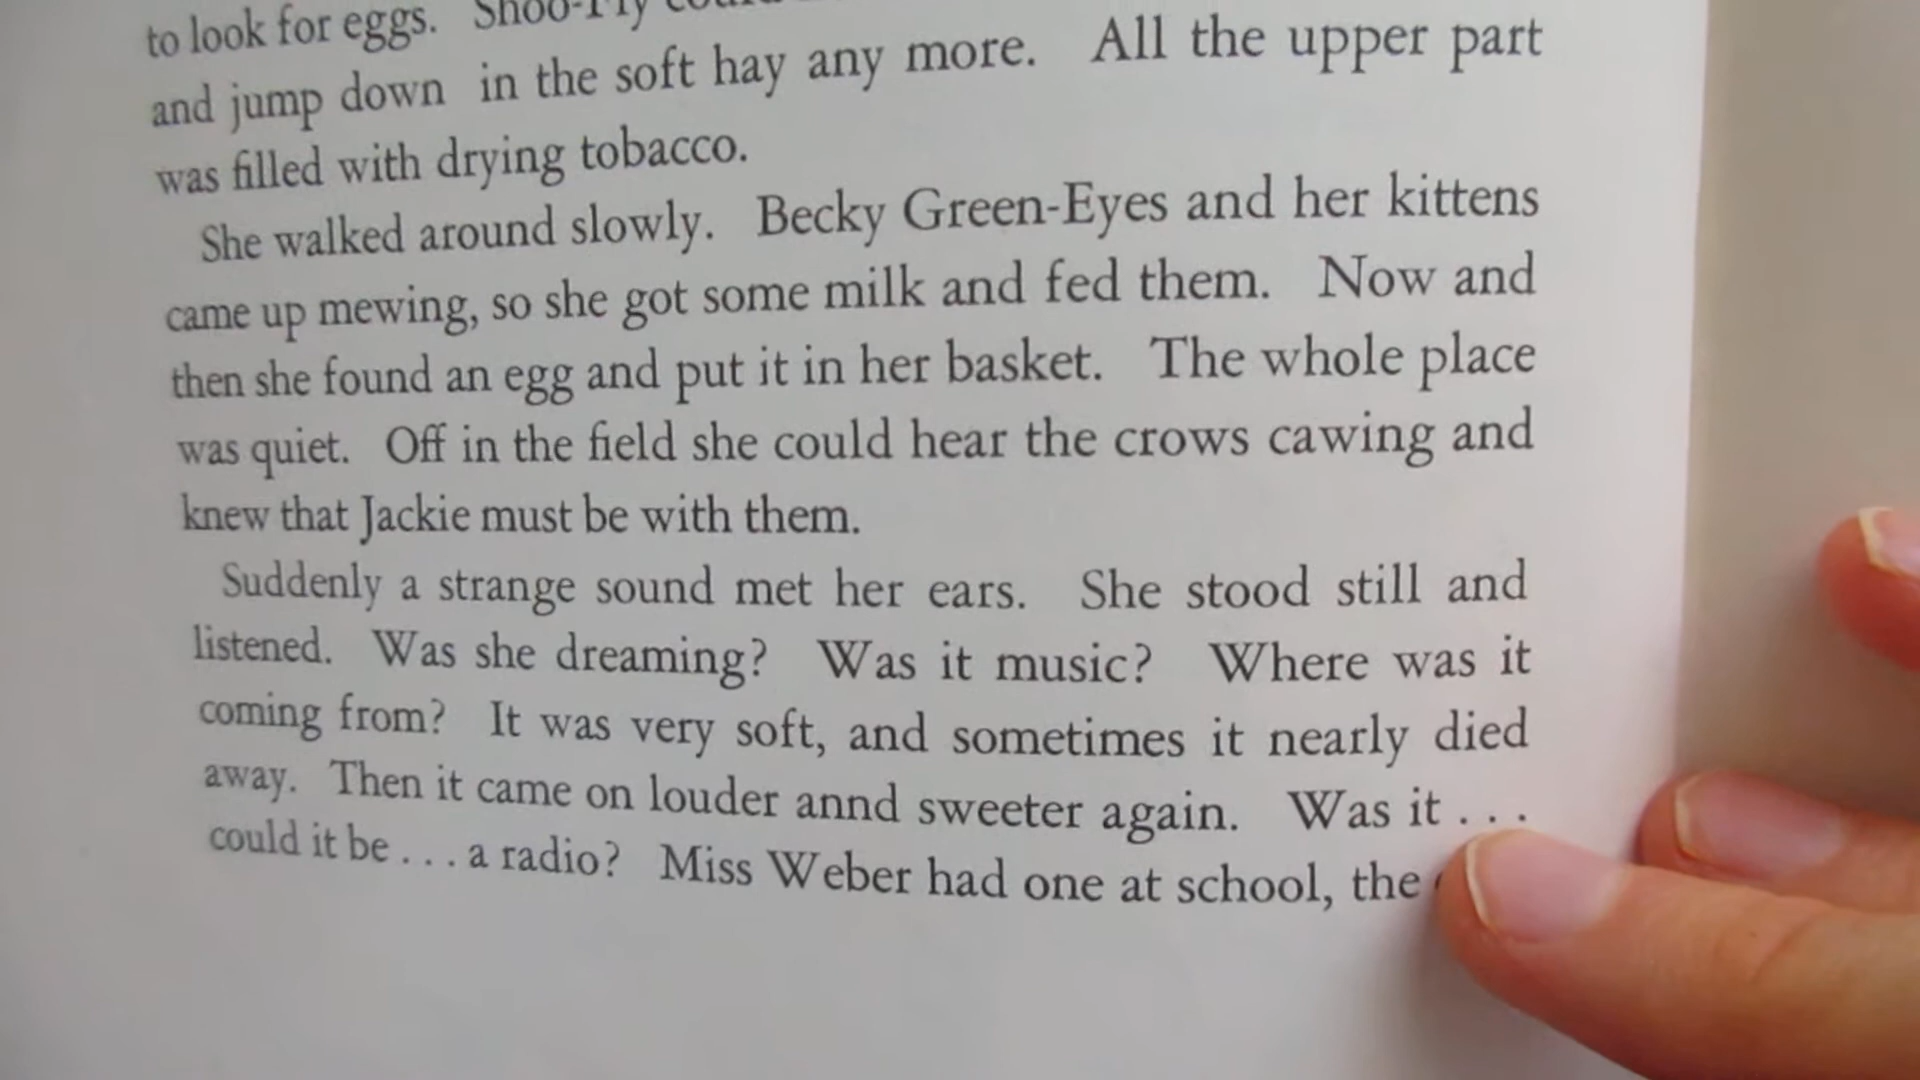 to look for eggs. Shoo-Fly
and jump down in the soft hay any more. All the upper part
was filled with drying tobacco.
She walked around slowly. Becky Green-Eyes and her kittens
came up mewing, so she got some milk and fed them. Now and
then she found an egg and put it in her basket. The whole place
was quiet. Off in the field she could hear the crows cawing and
knew that Jackie must be with them.
Suddenly a strange sound met her ears. She stood still and
listened. Was she dreaming? Was it music? Where was it
coming from? It was very soft, and sometimes it nearly died
away. Then it came on louder annd sweeter again. Was it . . .
could it be . . . a radio? Miss Weber had one at school, the